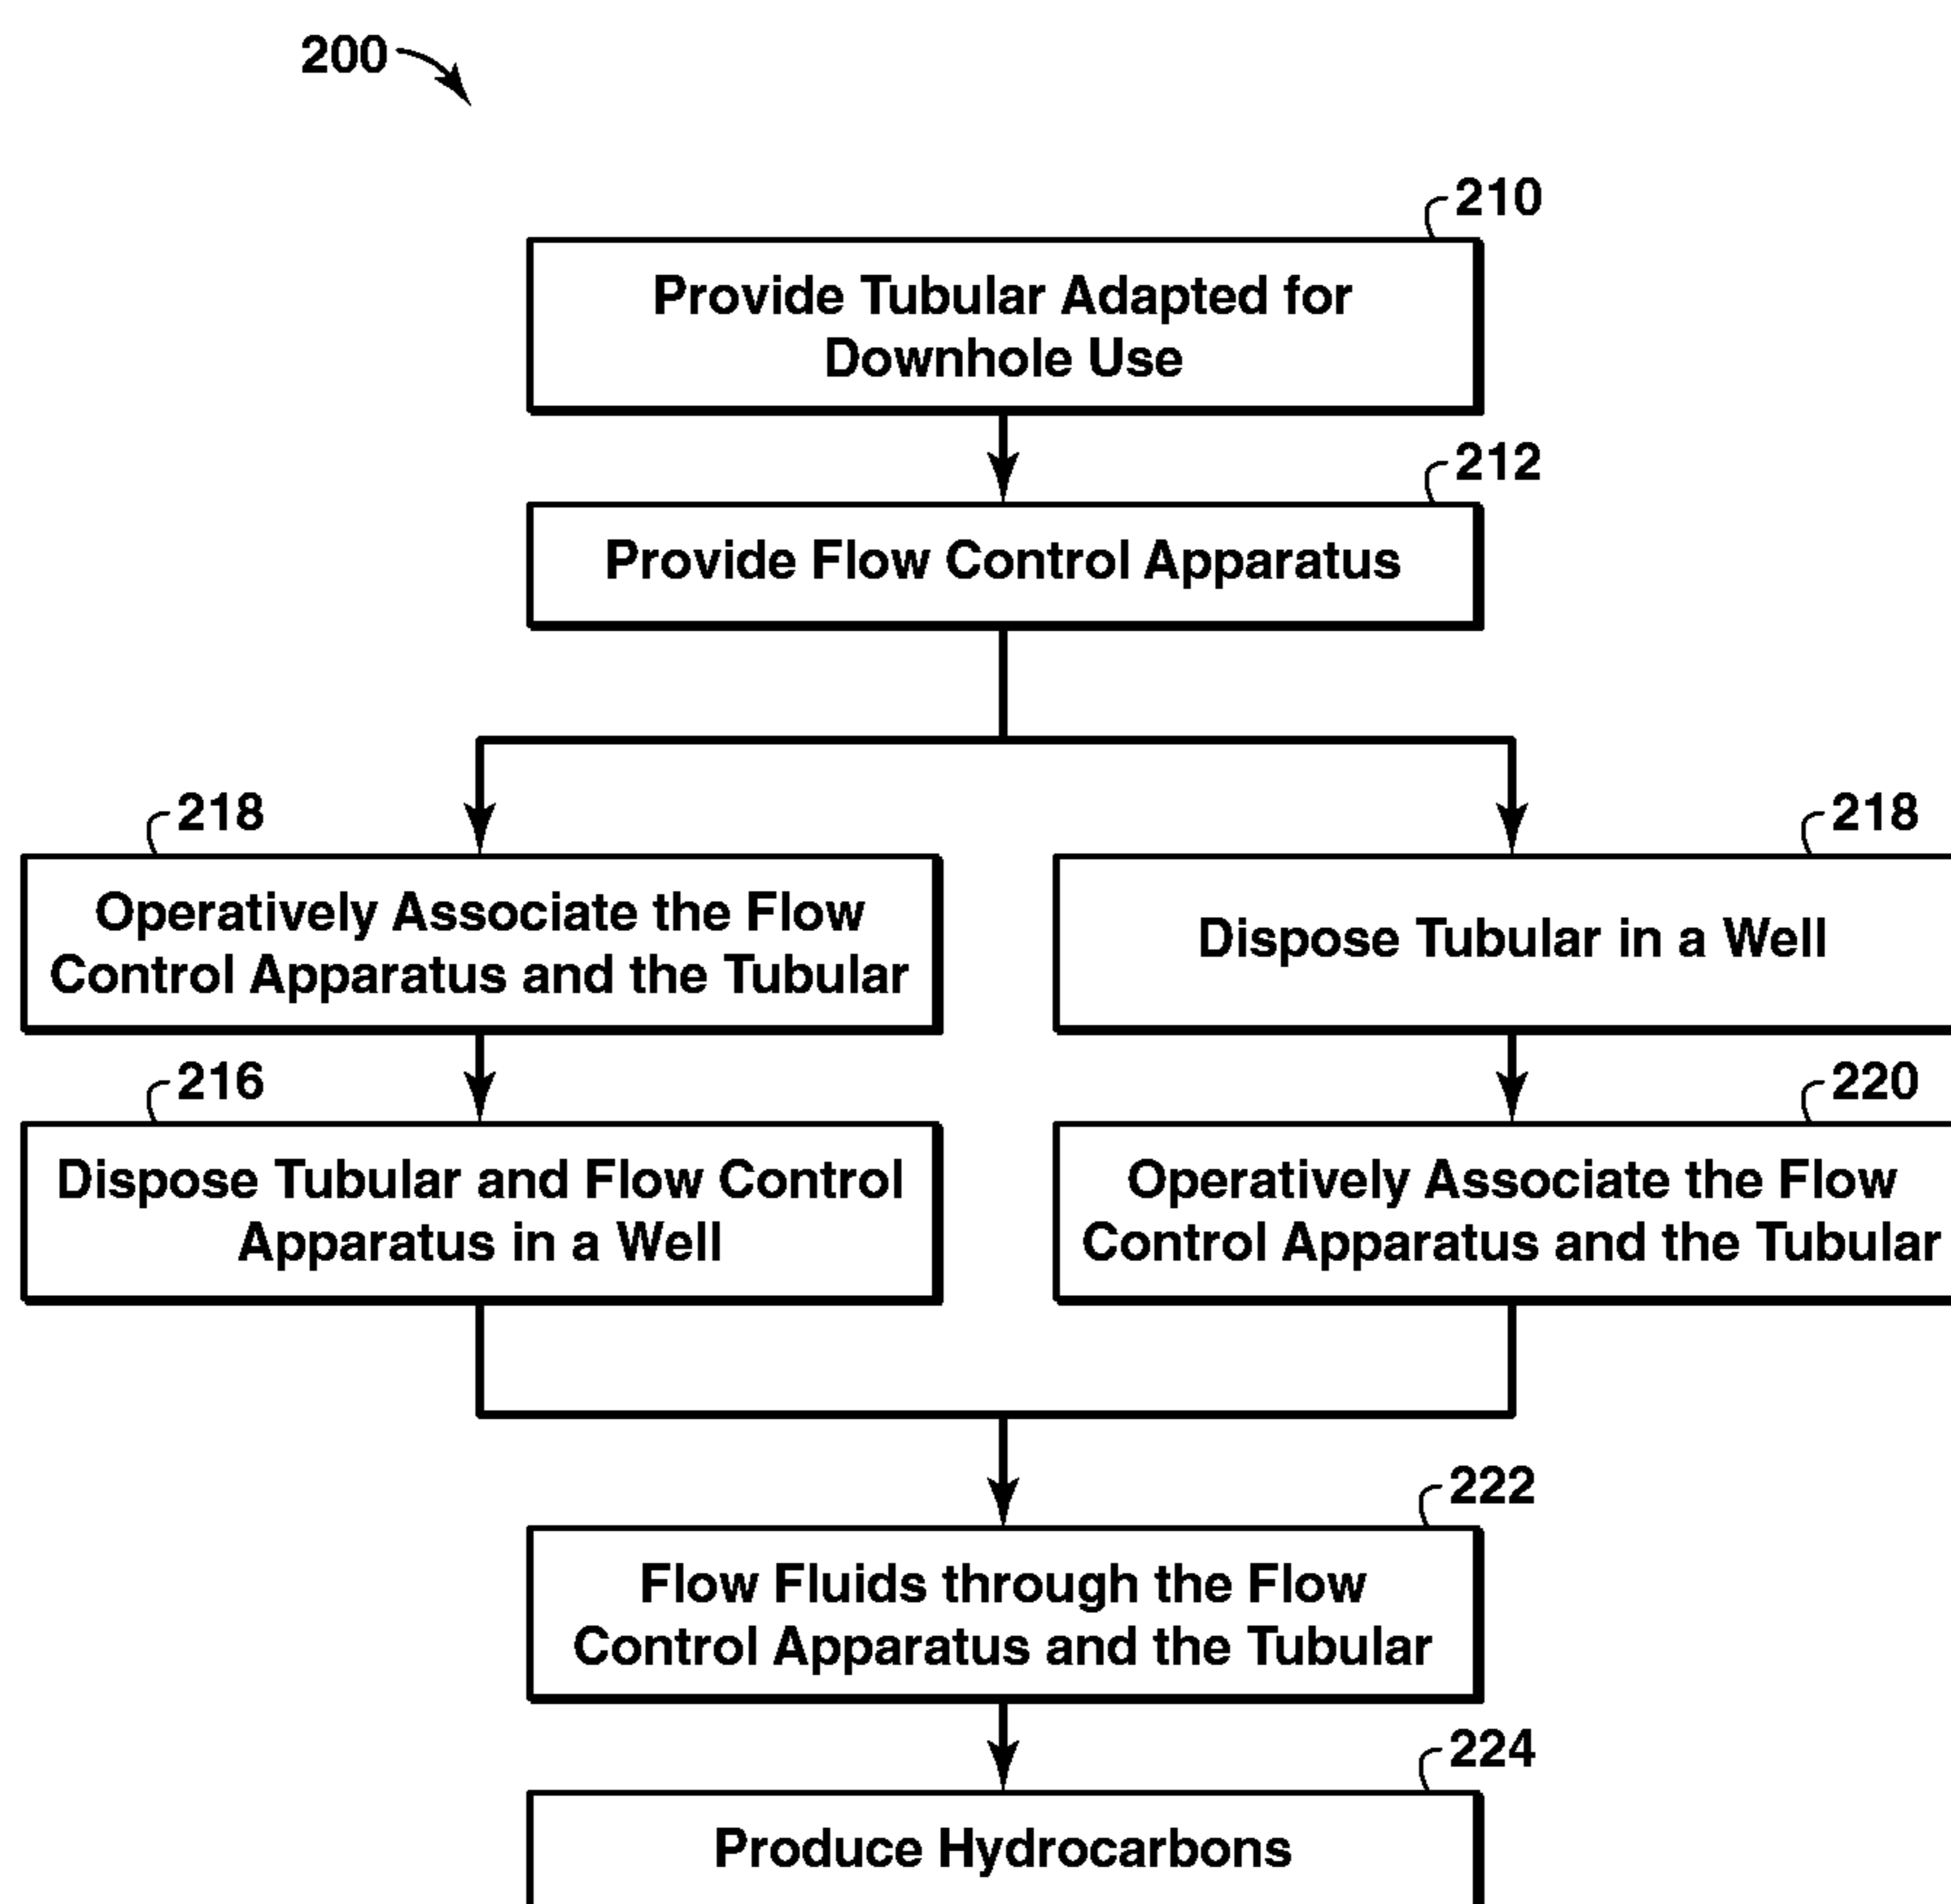 200
210
Provide Tubular Adapted for
Downhole Use
212
Provide Flow Control Apparatus
218
Operatively Associate the Flow
Control Apparatus and the Tubular
218
Dispose Tubular in a Well
216
Dispose Tubular and Flow Control
Apparatus in a Well
220
Operatively Associate the Flow
Control Apparatus and the Tubular
222
Flow Fluids through the Flow
Control Apparatus and the Tubular
224
Produce Hydrocarbons